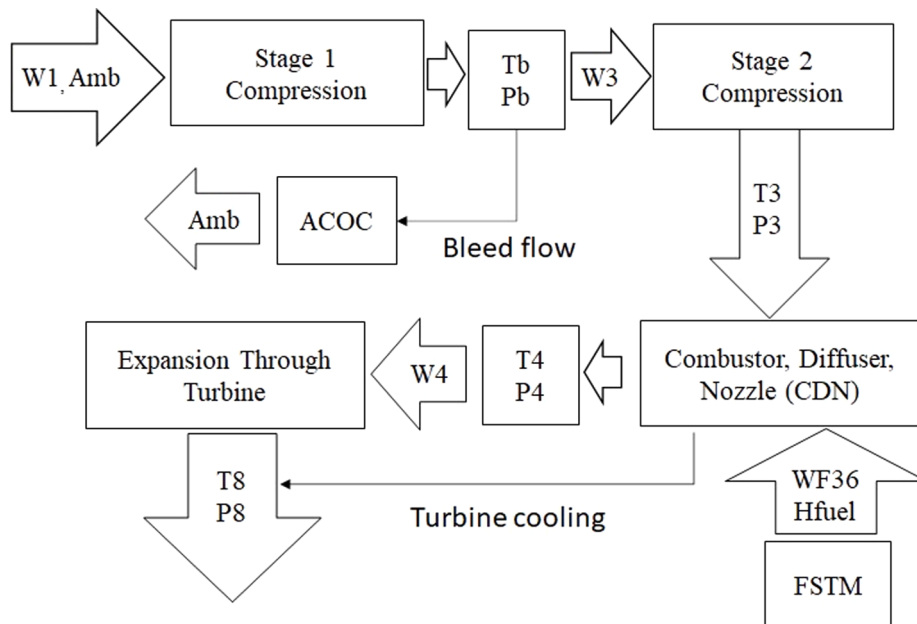 W1, Amb
Stage 1
Compression
Tb
Pb
W3
Stage 2
Compression
Amb
ACOC
Bleed flow
T3
P3
Expansion Through
Turbine
W4
T4
P4
Combustor, Diffuser,
Nozzle (CDN)
T8
P8
Turbine cooling
WF36
Hfuel
FSTM